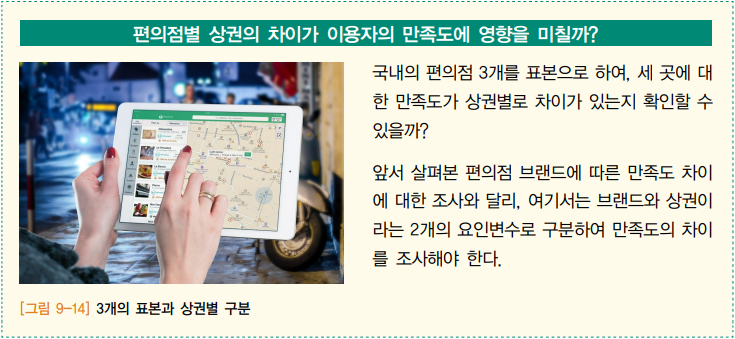 편의점별 상권의 차이가 이용자의 만족도에 영향을 미칠까?
국내의 편의점 3개를 표본으로 하여, 세 곳에 대
한 만족도가 상권별로 차이가 있는지 확인할 수
있을까?
앞서 살펴본 편의점 브랜드에 따른 만족도 차이
에 대한 조사와 달리, 여기서는 브랜드와 상권이
라는 2개의 요인변수로 구분하여 만족도의 차이
를 조사해야 한다.
[그림 9-14] 3개의 표본과 상권별 구분